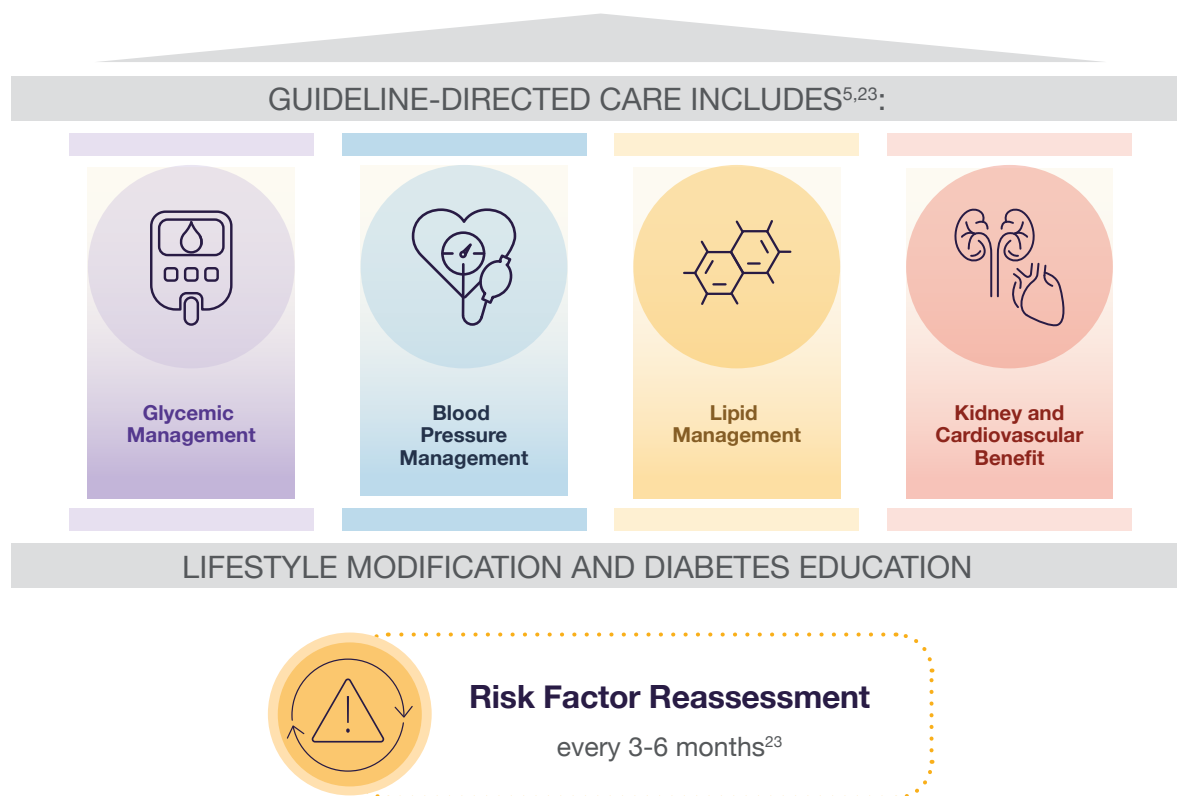 GUIDELINE-DIRECTED CARE INCLUDES5,23:
Glycemic
Management
Blood
Pressure
Management
Lipid
Management
Kidney and
Cardiovascular
Benefit
LIFESTYLE MODIFICATION AND DIABETES EDUCATION
Risk Factor Reassessment
every 3-6 months23